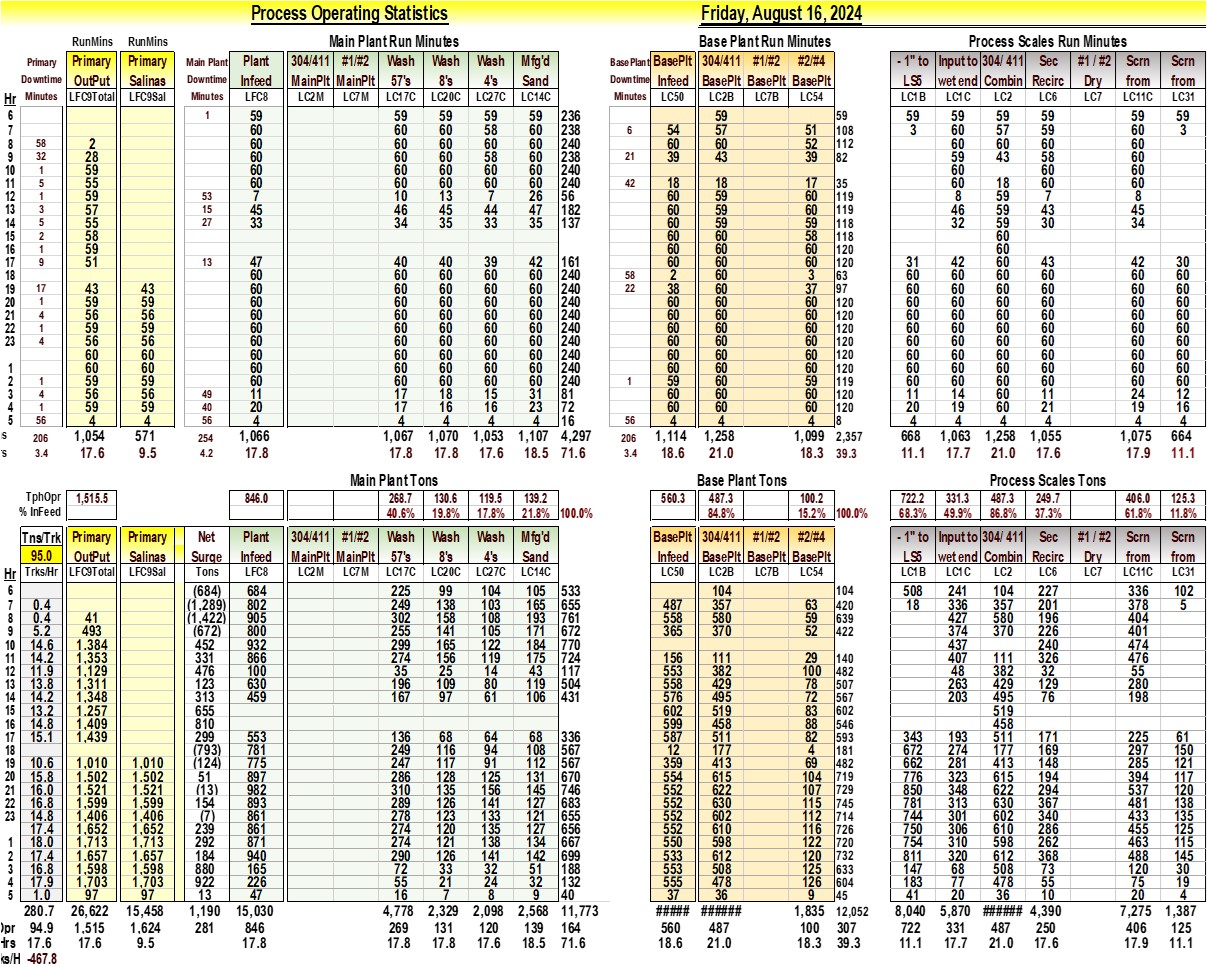 Process Operating Statistics Friday, August 16, 2024
RunMins RunMins Main Plant Run Minutes Base Plant Run Minutes Process Scales Run Minutes
Primary Primary Primary Main Plant Plant 304/411 #1/#2 Wash Wash Wash Mfg'd BasePlant BasePlt 304/411 #1/#2 #2/#4 - 1" to Input to 304/ 411 Sec #1 / #2 Scrn Scrn
Downtime OutPut Salinas Downtime Infeed MainPlt MainPlt 57's 8's 4's Sand Downtime Infeed BasePlt BasePlt BasePlt LS5 wet end Combin Recirc Dry from from
Hr Minutes LFC9Total LFC9Sal Minutes LFC8 LC2M LC7M LC17C LC20C LC27C LC14C Minutes LC50 LC2B LC7B LC54 LC1B LC1C LC2 LC6 LC7 LC11C LC31
6 1 59 59 59 59 59 236 59 59 59 59 59 59 59 59
7 60 60 60 58 60 238 6 54 57 51 108 3 60 57 59 60 3
8 58 2 60 60 60 60 60 240 60 60 52 112 60 60 60 60
9 32 28 60 60 60 58 60 238 21 39 43 39 82 59 43 58 60
10 1 59 60 60 60 60 60 240 60 60 60
11 5 55 60 60 60 60 60 240 42 18 18 17 35 60 18 60 60
12 1 59 53 7 10 13 7 26 56 60 59 60 119 8 59 7 8
13 3 57 15 45 46 45 44 47 182 60 59 60 119 46 59 43 45
14 5 55 27 33 34 35 33 35 137 60 59 60 119 32 59 30 34
15 2 58 60 60 58 118 60
16 1 59 60 60 60 120 60
17 9 51 13 47 40 40 39 42 161 60 60 60 120 31 42 60 43 42 30
18 60 60 60 60 60 240 58 2 60 3 63 60 60 60 60 60 60
19 17 43 43 60 60 60 60 60 240 22 38 60 37 97 60 60 60 60 60 60
20 1 59 59 60 60 60 60 60 240 60 60 60 120 60 60 60 60 60 60
21 4 56 56 60 60 60 60 60 240 60 60 60 120 60 60 60 60 60 60
22 1 59 59 60 60 60 60 60 240 60 60 60 120 60 60 60 60 60 60
23 4 56 56 60 60 60 60 60 240 60 60 60 120 60 60 60 60 60 60
60 60 60 60 60 60 60 240 60 60 60 120 60 60 60 60 60 60
1 60 60 60 60 60 60 60 240 60 60 60 120 60 60 60 60 60 60
2 1 59 59 60 60 60 60 60 240 1 59 60 59 119 60 60 60 60 60 60
3 4 56 56 49 11 17 18 15 31 81 60 60 60 120 11 14 60 11 24 12
4 1 59 59 40 20 17 16 16 23 72 60 60 60 120 20 19 60 21 19 16
5 56 4 4 4 4 4 4 4 16 56 4 4 4 8 4 4 4 4 4 4
s 206 1,054 571 254 1,066 1,067 1,070 1,053 1,107 4,297 206 1,114 1,258 1,099 2,357 668 1,063 1,258 1,055 1,075 664
's 3.4 17.6 9.5 4.2 17.8 17.8 17.8 17.6 18.5 71.6 3.4 18.6 21.0 18.3 39.3 11.1 17.7 21.0 17.6 17.9 11.1
Main Plant Tons Base Plant Tons Process Scales Tons
TphOpr 1,515.5 846.0 268.7 130.6 119.5 139.2 560.3 487.3 100.2 722.2 331.3 487.3 249.7 406.0 125.3
% InFeed 40.6% 19.8% 17.8% 21.8% 100.0% 84.8% 15.2% 100.0% 68.3% 49.9% 86.8% 37.3% 61.8% 11.8%
Tns/Trk Primary Primary Net Plant 304/411 #1/#2 Wash Wash Wash Mfg'd BasePlt 304/411 #1/#2 #2/#4 - 1" to Input to 304/ 411 Sec #1 / #2 Scrn Scrn
95.0 OutPut Salinas Surge Infeed MainPlt MainPlt 57's 8's 4's Sand Infeed BasePlt BasePlt BasePlt LS5 wet end Combin Recirc Dry from from
Hr Trks/Hr LFC9Total LFC9Sal Tons LFC8 LC2M LC7M LC17C LC20C LC27C LC14C LC50 LC2B LC7B LC54 LC1B LC1C LC2 LC6 LC7 LC11C LC31
6 (684) 684 225 99 104 105 533 104 104 508 241 104 227 336 102
7 0.4 (1,289) 802 249 138 103 165 655 487 357 63 420 18 336 357 201 378 5
8 0.4 41 (1,422) 905 302 158 108 193 761 558 580 59 639 427 580 196 404
9 5.2 493 (672) 800 255 141 105 171 672 365 370 52 422 374 370 226 401
10 14.6 1,384 452 932 299 165 122 184 770 437 240 474
11 14.2 1,353 331 866 274 156 119 175 724 156 111 29 140 407 111 326 476
12 11.9 1,129 476 100 35 25 14 43 117 553 382 100 482 48 382 32 55
13 13.8 1,311 123 630 196 109 80 119 504 558 429 78 507 263 429 129 280
14 14.2 1,348 313 459 167 97 61 106 431 576 495 72 567 203 495 76 198
15 13.2 1,257 655 602 519 83 602 519
16 14.8 1,409 810 599 458 88 546 458
17 15.1 1,439 299 553 136 68 64 68 336 587 511 82 593 343 193 511 171 225 61
18 (793) 781 249 116 94 108 567 12 177 4 181 672 274 177 169 297 150
19 10.6 1,010 1,010 (124) 775 247 117 91 112 567 359 413 69 482 662 281 413 148 285 121
20 15.8 1,502 1,502 51 897 286 128 125 131 670 554 615 104 719 776 323 615 194 394 117
21 16.0 1,521 1,521 (13) 982 310 135 156 145 746 552 622 107 729 850 348 622 294 537 120
22 16.8 1,599 1,599 154 893 289 126 141 127 683 552 630 115 745 781 313 630 367 481 138
23 14.8 1,406 1,406 (7) 861 278 123 133 121 655 552 602 112 714 744 301 602 340 433 135
17.4 1,652 1,652 239 861 274 120 135 127 656 552 610 116 726 750 306 610 286 455 125
1 18.0 1,713 1,713 292 871 274 121 138 134 667 550 598 122 720 754 310 598 262 463 115
2 17.4 1,657 1,657 184 940 290 126 141 142 699 533 612 120 732 811 320 612 368 488 145
3 16.8 1,598 1,598 880 165 72 33 32 51 188 553 508 125 633 147 68 508 73 120 30
4 17.9 1,703 1,703 922 226 55 21 24 32 132 555 478 126 604 183 77 478 55 75 19
5 1.0 97 97 13 47 16 7 8 9 40 37 36 9 45 41 20 36 10 20 4
280.7 26,622 15,458 1,190 15,030 4,778 2,329 2,098 2,568 11,773 ##### ###### 1,835 12,052 8,040 5,870 ###### 4,390 7,275 1,387
Opr 94.9 1,515 1,624 281 846 269 131 120 139 164 560 487 100 307 722 331 487 250 406 125
Hrs 17.6 17.6 9.5 17.8 17.8 17.8 17.6 18.5 71.6 18.6 21.0 18.3 39.3 11.1 17.7 21.0 17.6 17.9 11.1
ks/H -467.8